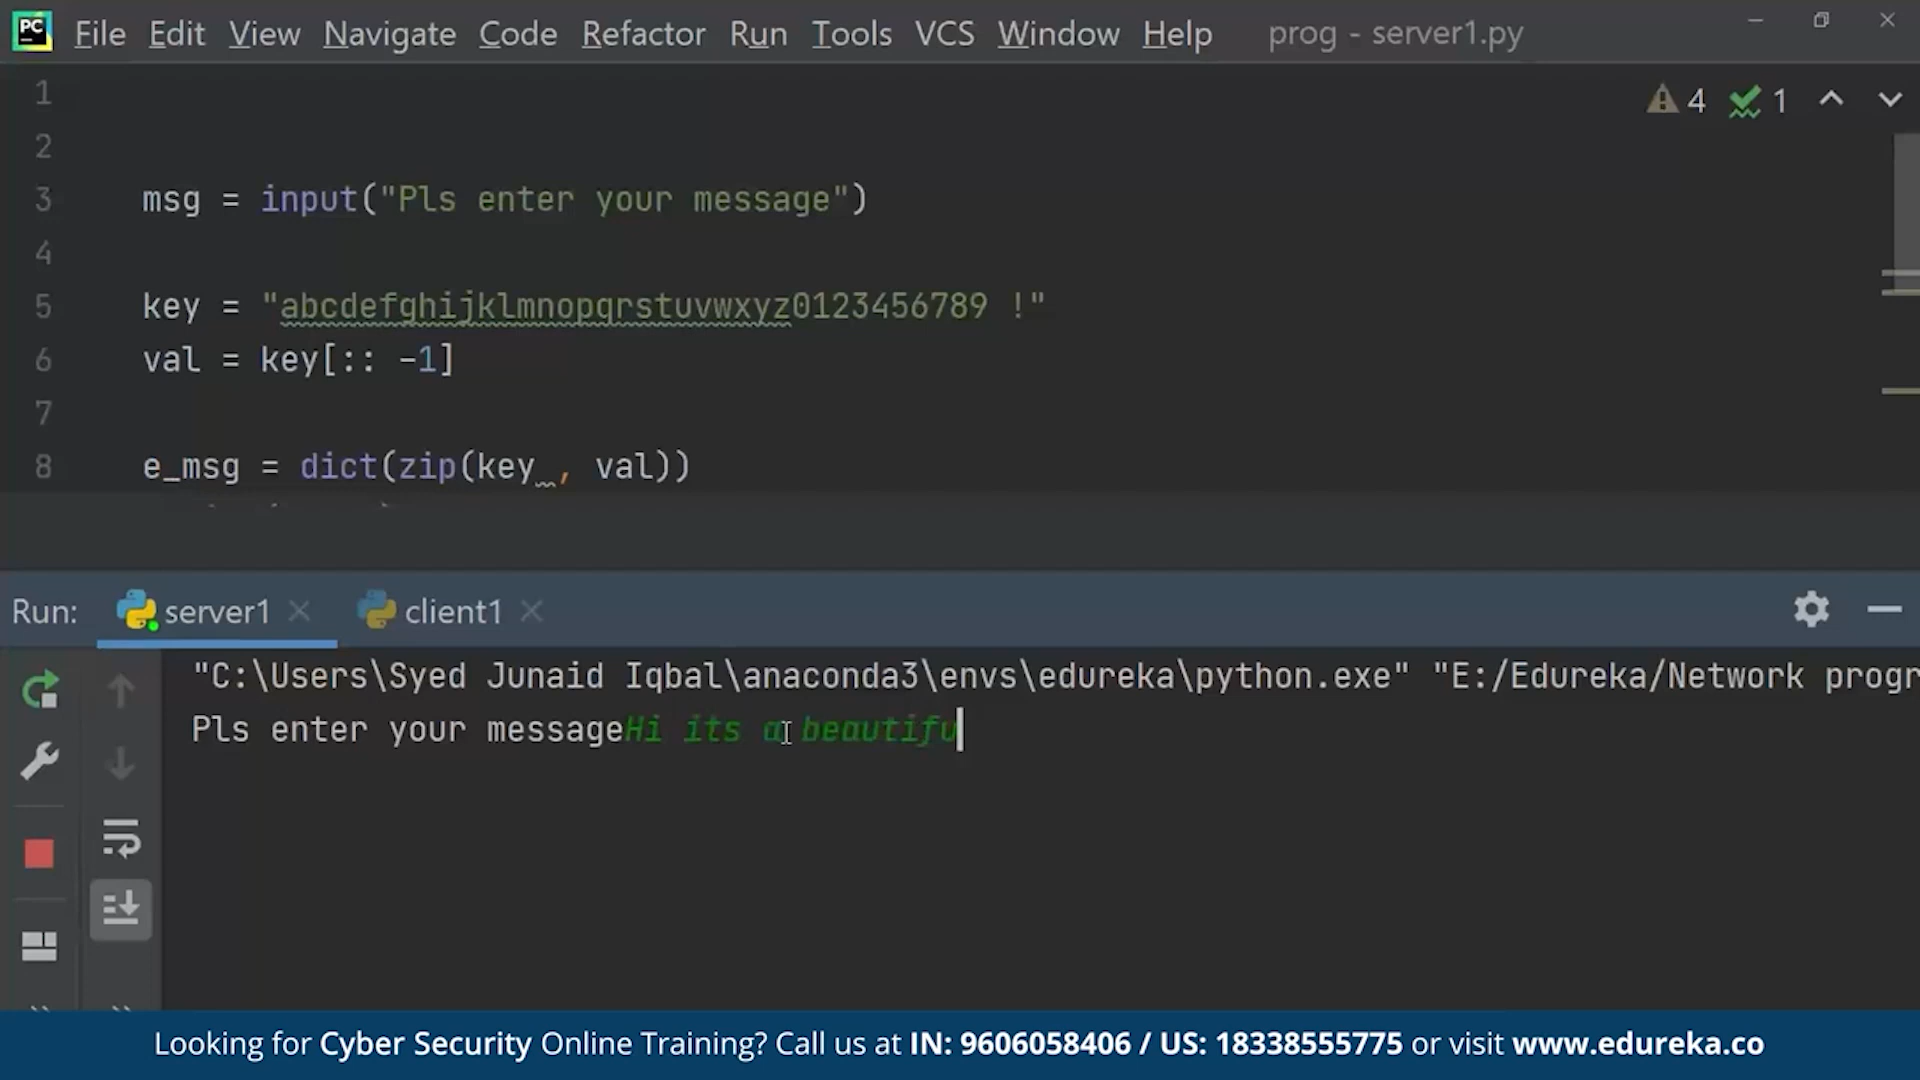 PC File Edit View Navigate Code Refactor Run Tools VCS Window Help prog - server1.py
1
4 1
2
3 msg = input("Pls enter your message")
4
5 key = "abcdefghijklmnopqrstuvwxyz0123456789 !"
6 val = key[:: -1]
7
8 e_msg = dict(zip(key , val))
Run: server1 client1
"C:\Users\Syed Junaid Iqbal\anaconda3\envs\edureka\python.exe" "E:/Edureka/Network progr
Pls enter your messageHi its a beautifu
Looking for Cyber Security Online Training? Call us at IN: 9606058406 / US: 18338555775 or visit www.edureka.co